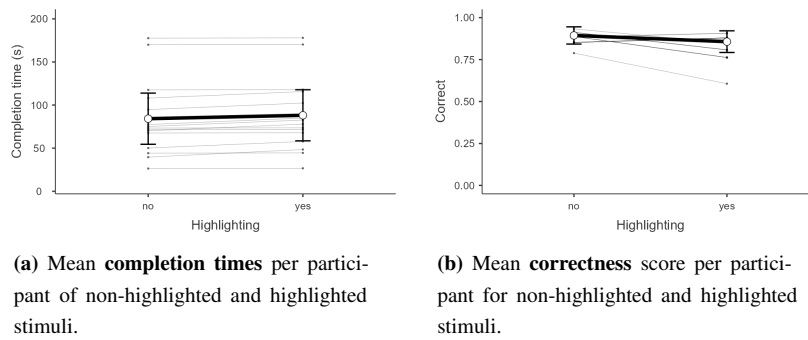 200
150
100
50
0
Completion time (s)
no yes
Highlighting
1.00
0.75
0.50
0.25
0.00
Correct
no yes
Highlighting
(a) Mean completion times per partici-
pant of non-highlighted and highlighted
stimuli.
(b) Mean correctness score per partici-
pant for non-highlighted and highlighted
stimuli.